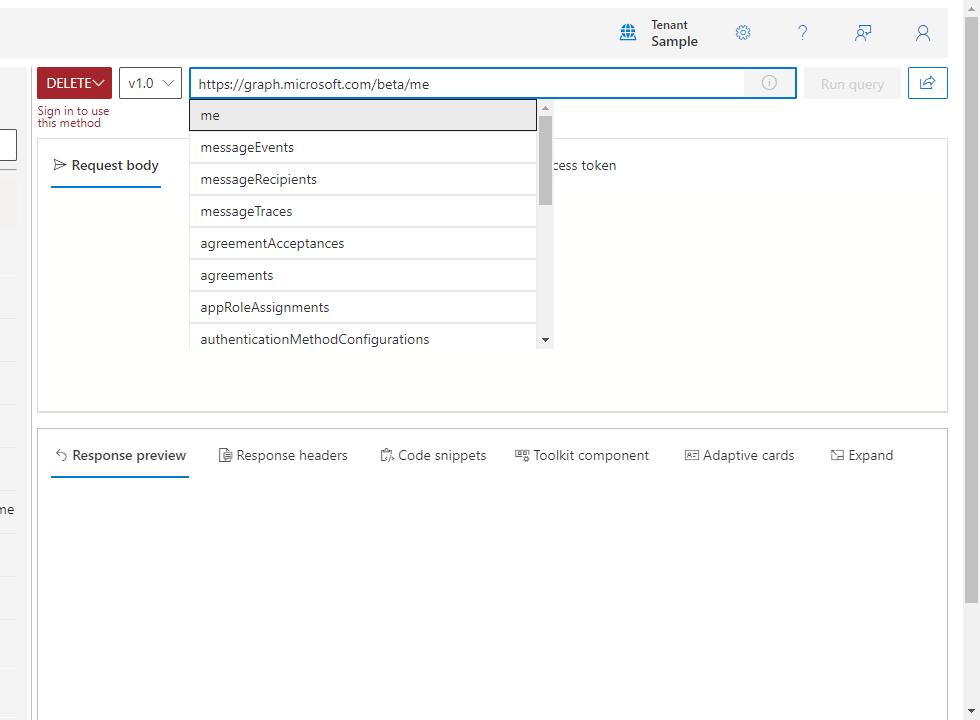 Tenant
Sample
?
DELETE
v1.0
https://graph.microsoft.com/beta/me
Run query
Sign in to use
this method
me
messageEvents
messageRecipients
messageTraces
agreementAcceptances
agreements
appRoleAssignments
authenticationMethodConfigurations
Request body
cess token
Response preview
Response headers
Code snippets
Toolkit component
Adaptive cards
Expand
me